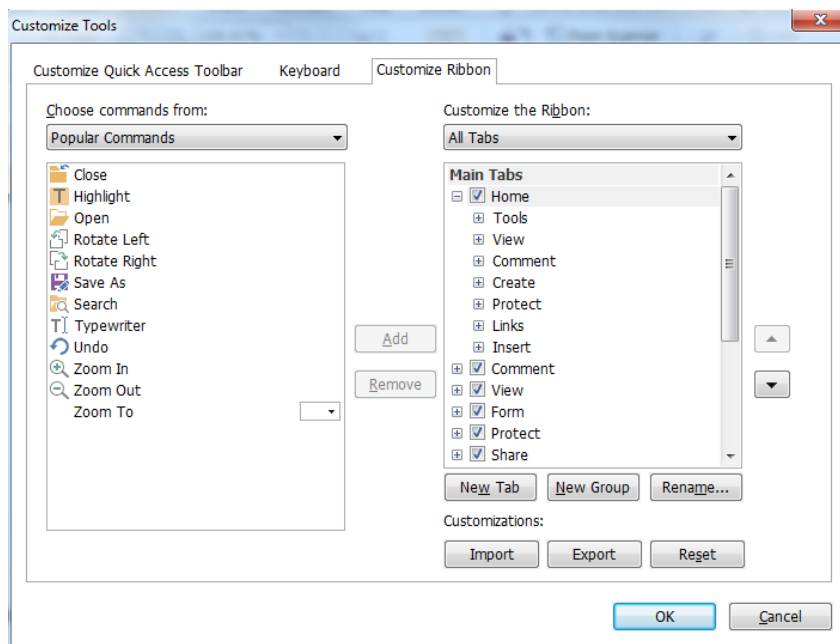 Customize Tools
Customize Quick Access Toolbar
Keyboard
Customize Ribbon
Choose commands from:
Popular Commands
Close
Highlight
Open
Rotate Left
Rotate Right
Save As
Search
Typewriter
Undo
Zoom In
Zoom Out
Zoom To
Add
Remove
Customize the Ribbon:
All Tabs
Main Tabs
Home
Tools
View
Comment
Create
Protect
Links
Insert
Comment
View
Form
Protect
Share
New Tab
New Group
Rename...
Customizations:
Import
Export
Reset
OK
Cancel